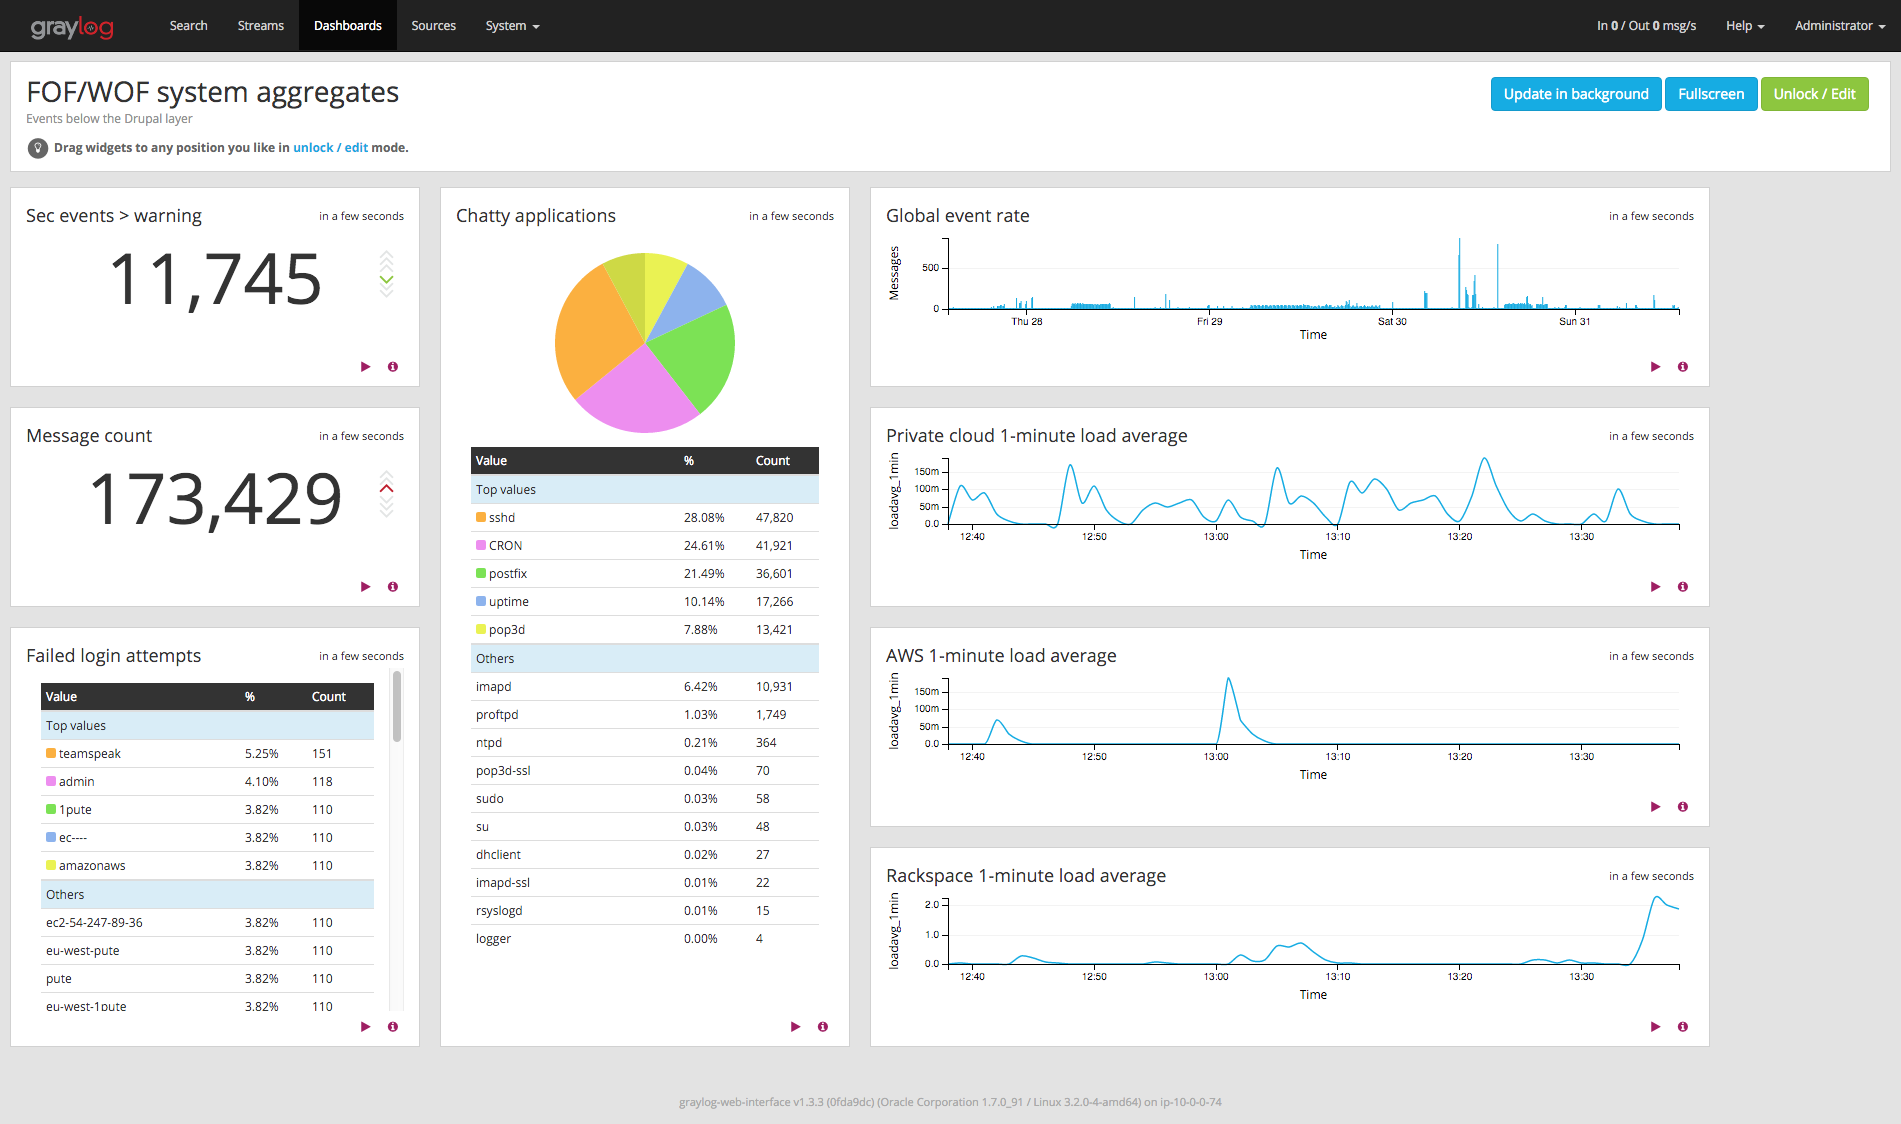 graylog Search Streams Dashboards Sources System In 0 / Out 0 msg/s Help Administrator
FOF/WOF system aggregates
Events below the Drupal layer
Update in background Fullscreen Unlock / Edit
Drag widgets to any position you like in unlock / edit mode.
Sec events > warning in a few seconds
11,745
Message count in a few seconds
173,429
Failed login attempts in a few seconds
Value % Count
Top values
teamspeak 5.25% 151
admin 4.10% 118
1pute 3.82% 110
ec---- 3.82% 110
amazonaws 3.82% 110
Others
ec2-54-247-89-36 3.82% 110
eu-west-pute 3.82% 110
pute 3.82% 110
eu-west-1pute 3.82% 110
Chatty applications in a few seconds
Value % Count
Top values
sshd 28.08% 47,820
CRON 24.61% 41,921
postfix 21.49% 36,601
uptime 10.14% 17,266
pop3d 7.88% 13,421
Others
imapd 6.42% 10,931
proftpd 1.03% 1,749
ntpd 0.21% 364
pop3d-ssl 0.04% 70
sudo 0.03% 58
su 0.03% 48
dhclient 0.02% 27
imapd-ssl 0.01% 22
rsyslogd 0.01% 15
logger 0.00% 4
Global event rate in a few seconds
Messages
500
0
Thu 28 Fri 29 Sat 30 Sun 31
Time
Private cloud 1-minute load average in a few seconds
loadavg_1min
150m
100m
50m
0.0
12:40 12:50 13:00 13:10 13:20 13:30
Time
AWS 1-minute load average in a few seconds
loadavg_1min
150m
100m
50m
0.0
12:40 12:50 13:00 13:10 13:20 13:30
Time
Rackspace 1-minute load average in a few seconds
loadavg_1min
2.0
1.0
0.0
12:40 12:50 13:00 13:10 13:20 13:30
Time
graylog-web-interface v1.3.3 (0fda9dc) (Oracle Corporation 1.7.0_91 / Linux 3.2.0-4-amd64) on ip-10-0-0-74